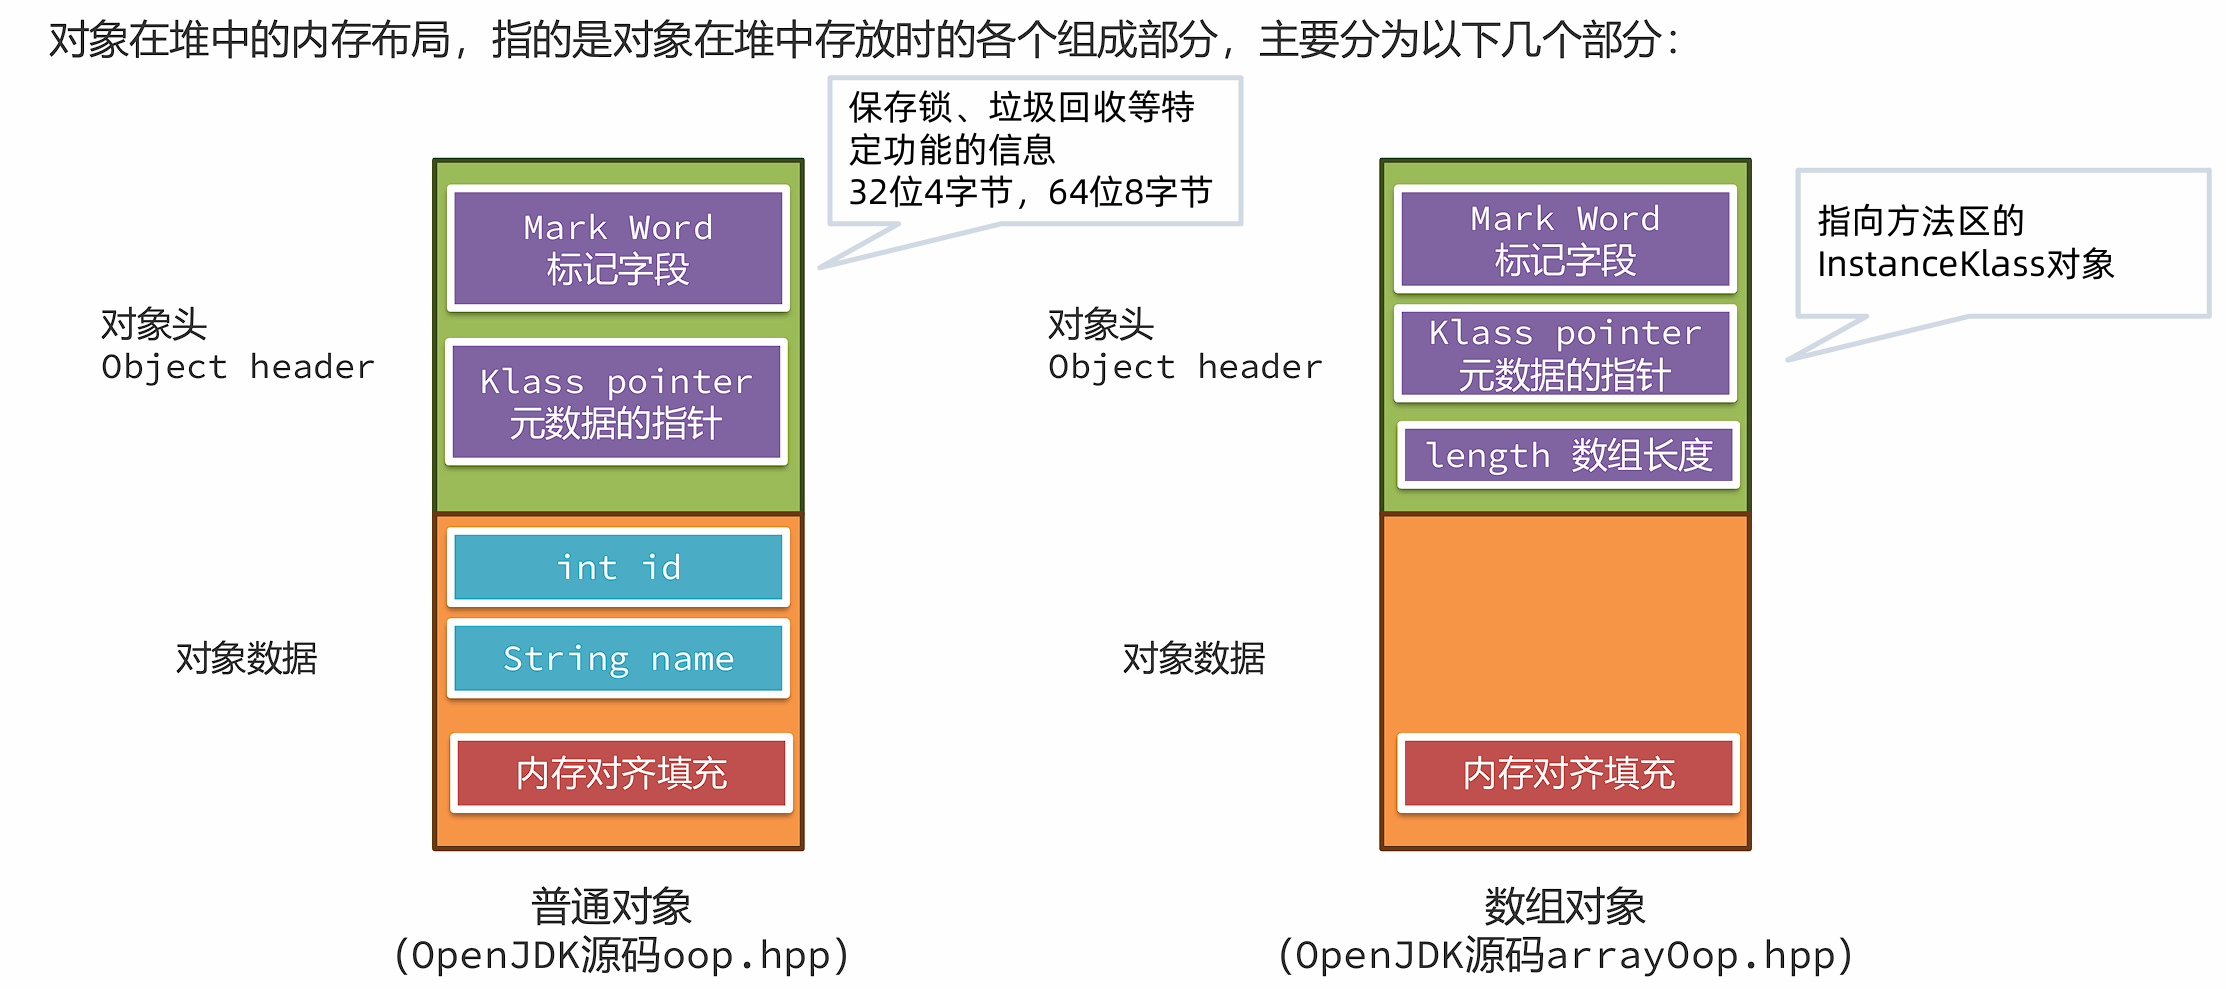 对象在堆中的内存布局，指的是对象在堆中存放时的各个组成部分，主要分为以下几个部分：
保存锁、垃圾回收等特
定功能的信息
32位4字节，64位8字节
Mark Word
标记字段
对象头
Object header
Klass pointer
元数据的指针
int id
对象数据
String name
内存对齐填充
普通对象
(OpenJDK源码oop.hpp)
指向方法区的
InstanceKlass对象
Mark Word
标记字段
对象头
Object header
Klass pointer
元数据的指针
length 数组长度
对象数据
内存对齐填充
数组对象
(OpenJDK源码arrayOop.hpp)